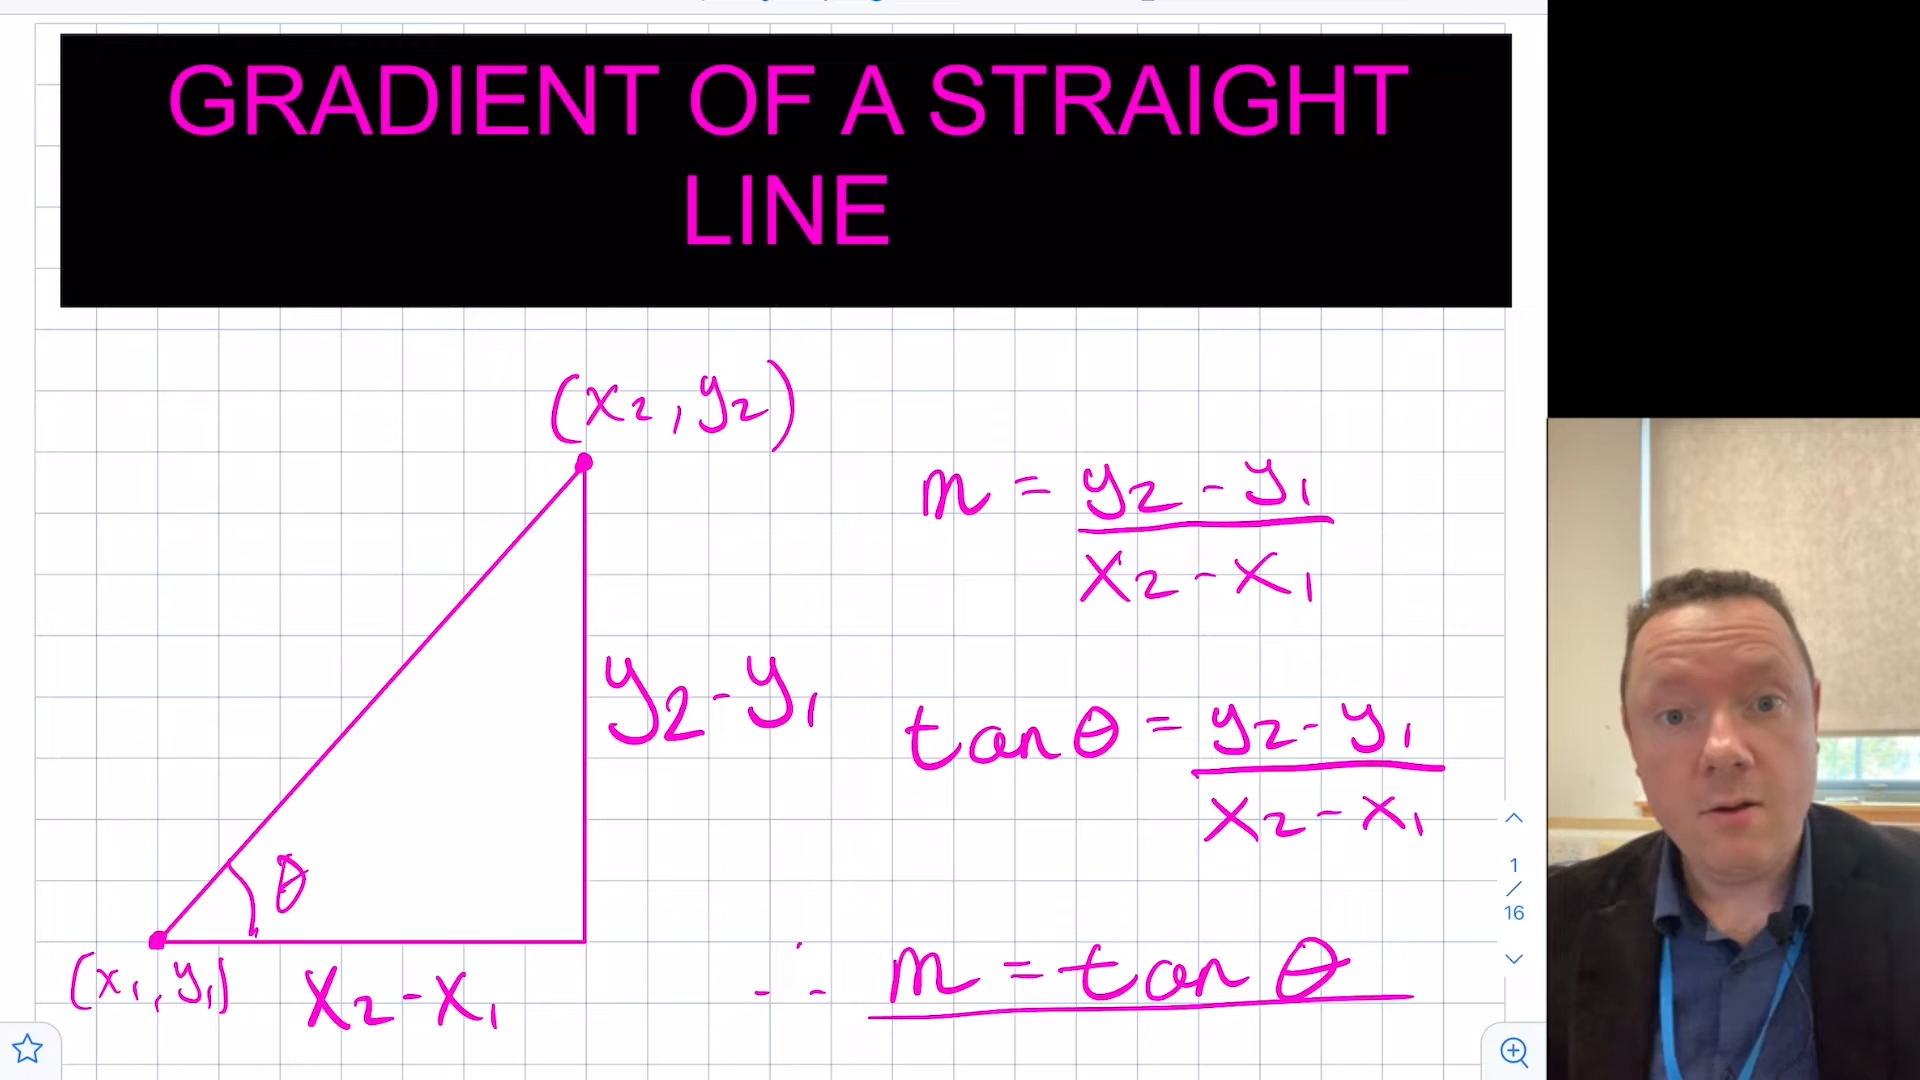 GRADIENT OF A STRAIGHT
LINE
(x₂, y₂)
m = y₂ - y₁
x₂ - x₁
y₂ - y₁
tan θ = y₂ - y₁
x₂ - x₁
θ
(x₁, y₁)
x₂ - x₁
∴ m = tan θ
1
/
16